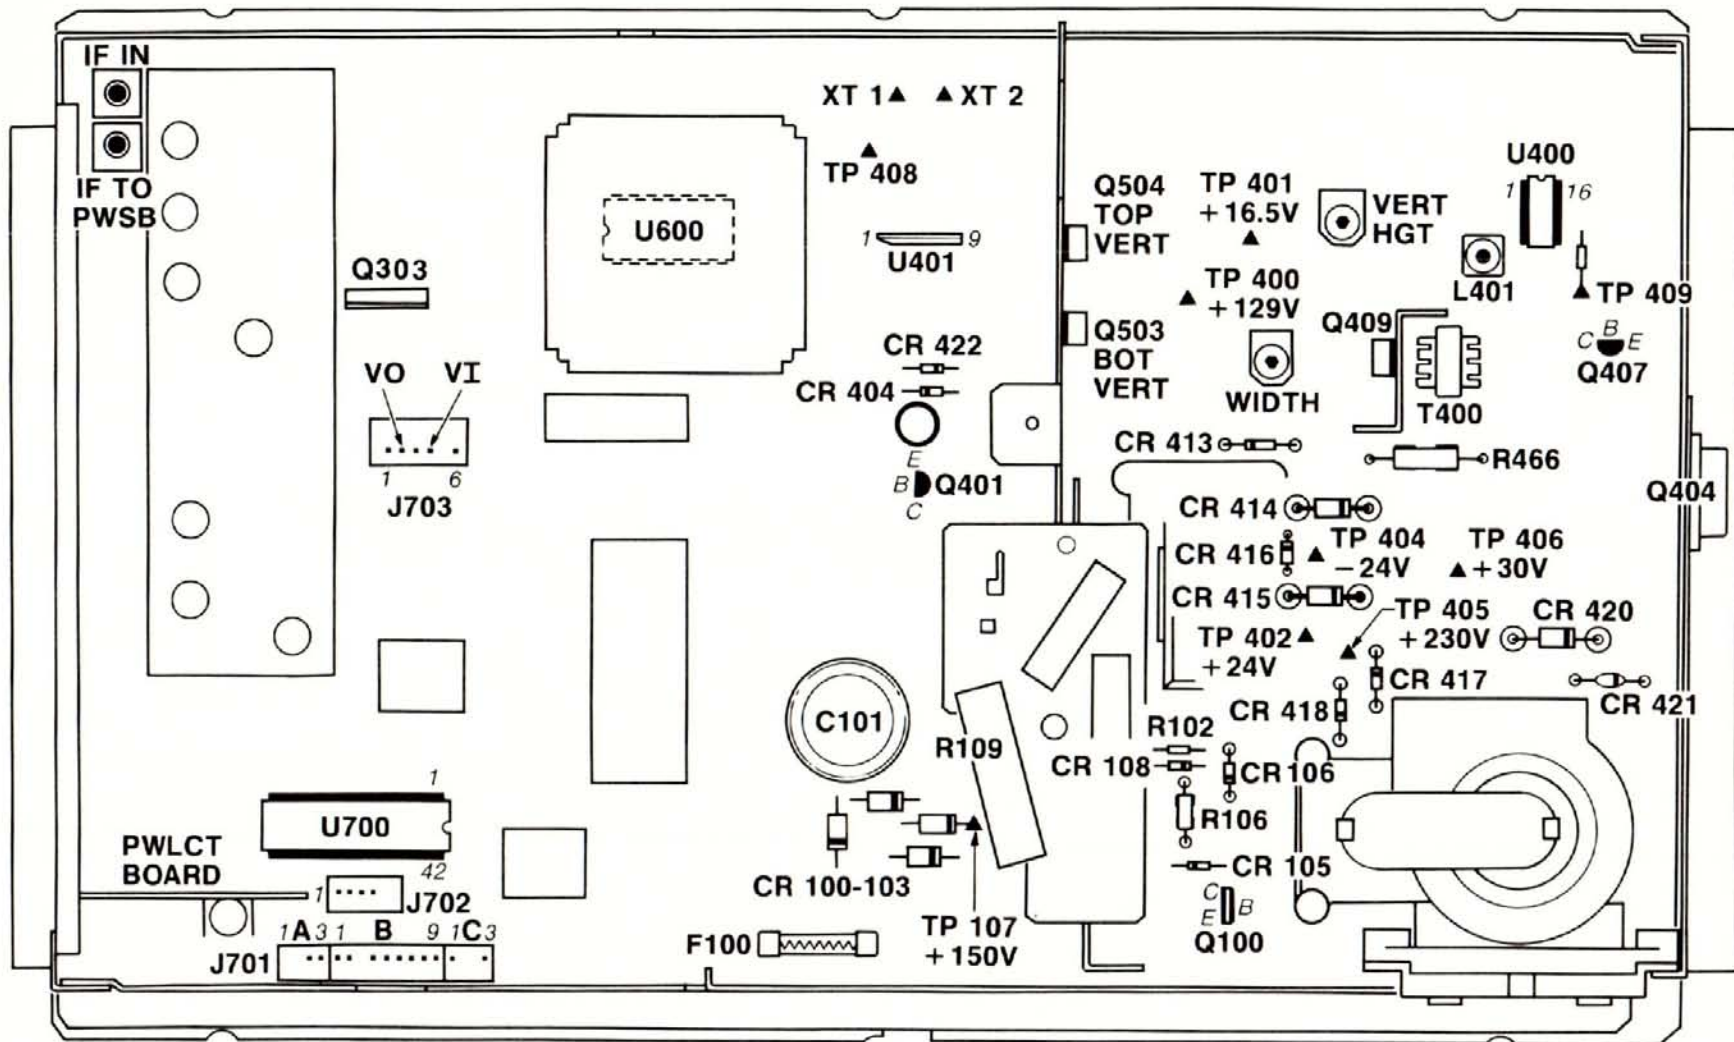 IF IN
IF TO
PWSB
Q303
VO
VI
1
6
J703
U600
XT 1
XT 2
TP 408
1
9
U401
CR 422
CR 404
E
B
C
Q401
Q504
TOP
VERT
Q503
BOT
VERT
TP 401
+16.5V
TP 400
+129V
VERT
HGT
WIDTH
U400
1
16
L401
TP 409
Q409
T400
C
B
E
Q407
CR 413
R466
Q404
CR 414
CR 416
TP 404
-24V
TP 406
+30V
CR 415
TP 402
+24V
TP 405
+230V
CR 420
CR 417
CR 418
CR 421
C101
R109
R102
CR 108
CR 106
R106
CR 105
C
E
B
Q100
1
U700
42
PWLCT
BOARD
1
J702
1 A 3 1 B 9 1 C 3
J701
CR 100-103
F100
TP 107
+150V